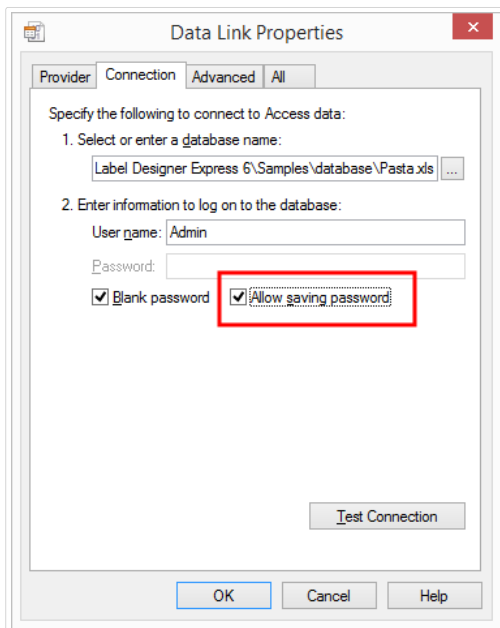 Data Link Properties
Provider Connection Advanced All
Specify the following to connect to Access data:
1. Select or enter a database name:
Label Designer Express 6\Samples\database\Pasta.xls ...
2. Enter information to log on to the database:
User name: Admin
Password:
Blank password Allow saving password
Test Connection
OK Cancel Help